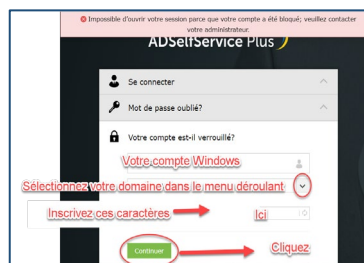 Impossible d'ouvrir votre session parce que votre compte a été bloqué; veuillez contacter
votre administrateur.
ADSelfService Plus
Se connecter
Mot de passe oublié?
Votre compte est-il verrouillé?
Votre compte Windows
Sélectionnez votre domaine dans le menu déroulant
Inscrivez ces caractères
Ici
Continuer
Cliquez